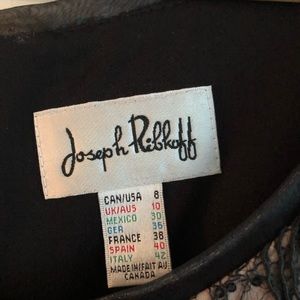 Joseph Ribkoff
CAN/USA 8
UK/AUS 10
MEXICO 30
GER 36
FRANCE 38
SPAIN 40
ITALY 42
MADE IN/FAIT AU
CANADA